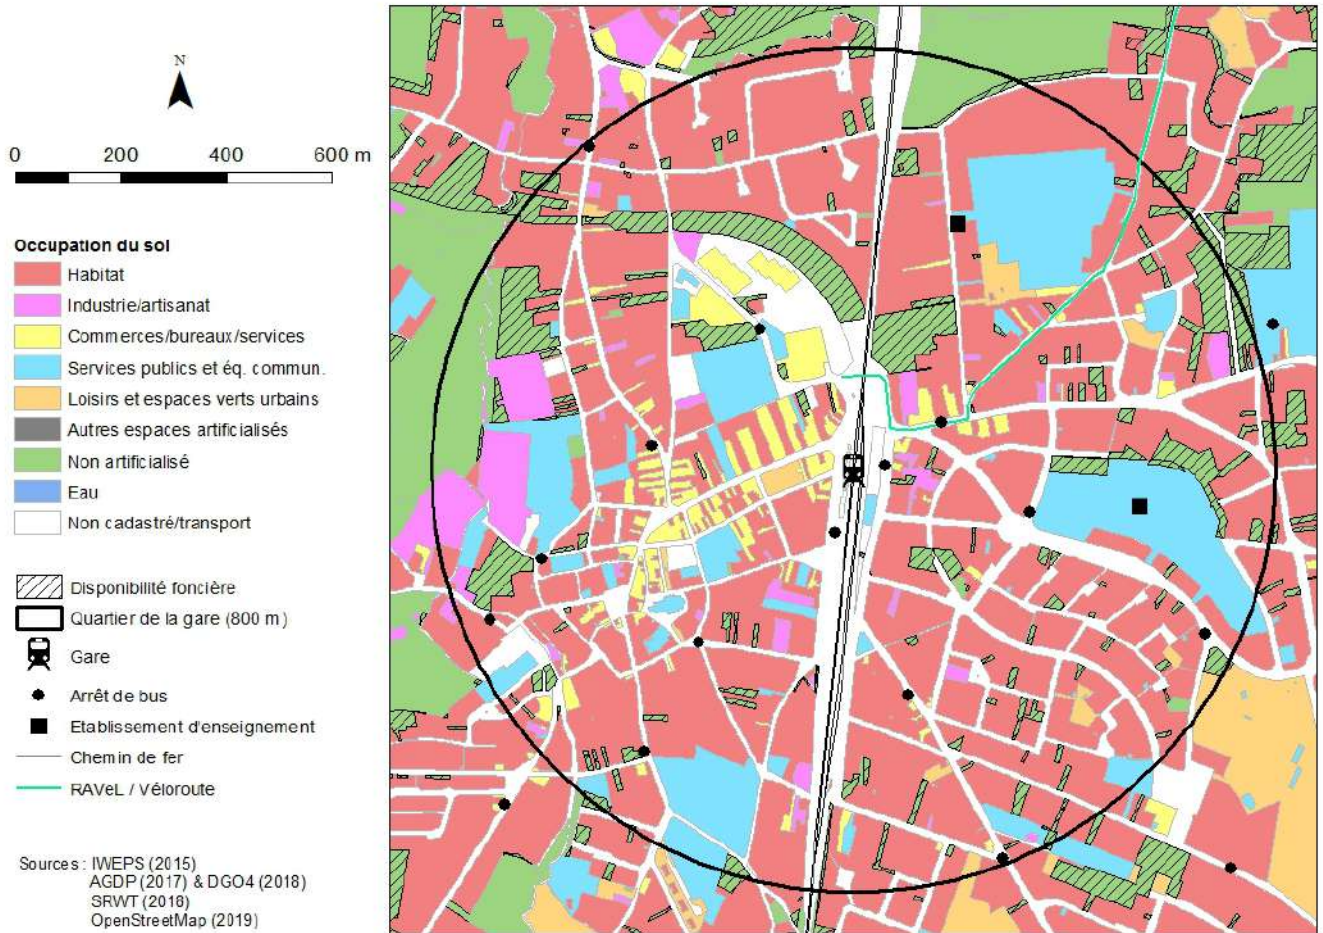 N
0 200 400 600 m
Occupation du sol
Habitat
Industrie/artisanat
Commerces/bureaux/services
Services publics et éq. commun.
Loisirs et espaces verts urbains
Autres espaces artificialisés
Non artificialisé
Eau
Non cadastré/transport
Disponibilité foncière
Quartier de la gare (800 m)
Gare
Arrêt de bus
Etablissement d'enseignement
Chemin de fer
RAVeL / Véloroute
Sources : IWEPS (2015)
AGDP (2017) & DGO4 (2018)
SRWT (2018)
OpenStreetMap (2019)